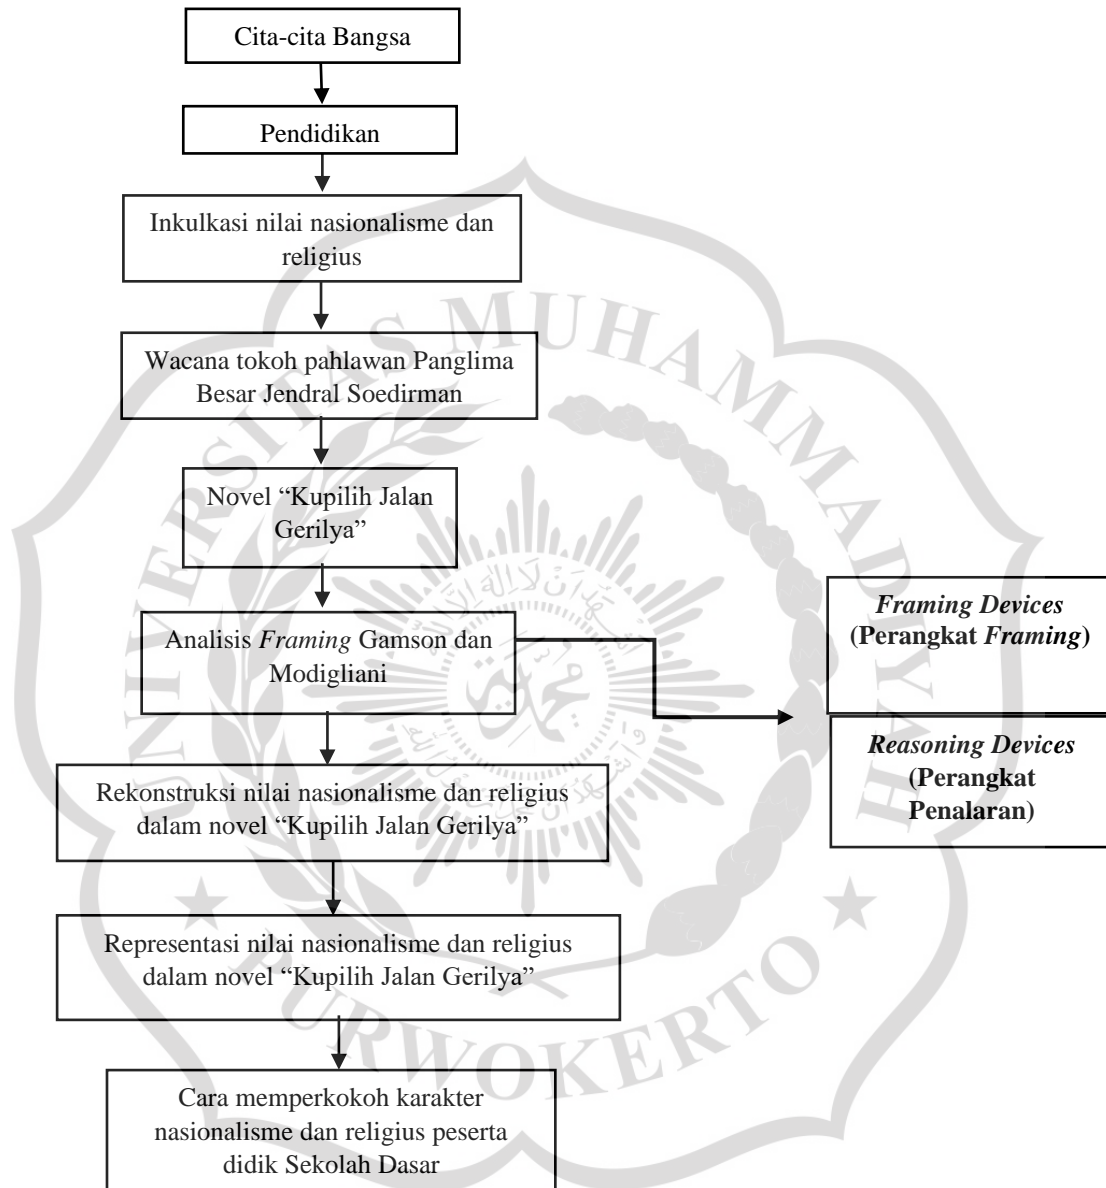 Cita-cita Bangsa
Pendidikan
Inkulkasi nilai nasionalisme dan
religius
Wacana tokoh pahlawan Panglima
Besar Jendral Soedirman
Novel “Kupilih Jalan
Gerilya”
Analisis Framing Gamson dan
Modigliani
Framing Devices
(Perangkat Framing)
Reasoning Devices
(Perangkat
Penalaran)
Rekonstruksi nilai nasionalisme dan religius
dalam novel “Kupilih Jalan Gerilya”
Representasi nilai nasionalisme dan religius
dalam novel “Kupilih Jalan Gerilya”
Cara memperkokoh karakter
nasionalisme dan religius peserta
didik Sekolah Dasar
UNIVERSITAS MUHAMMADIYAH
PURWOKERTO